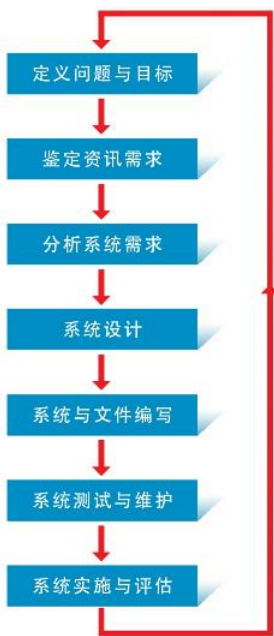 定义问题与目标
鉴定资讯需求
分析系统需求
系统设计
系统与文件编写
系统测试与维护
系统实施与评估